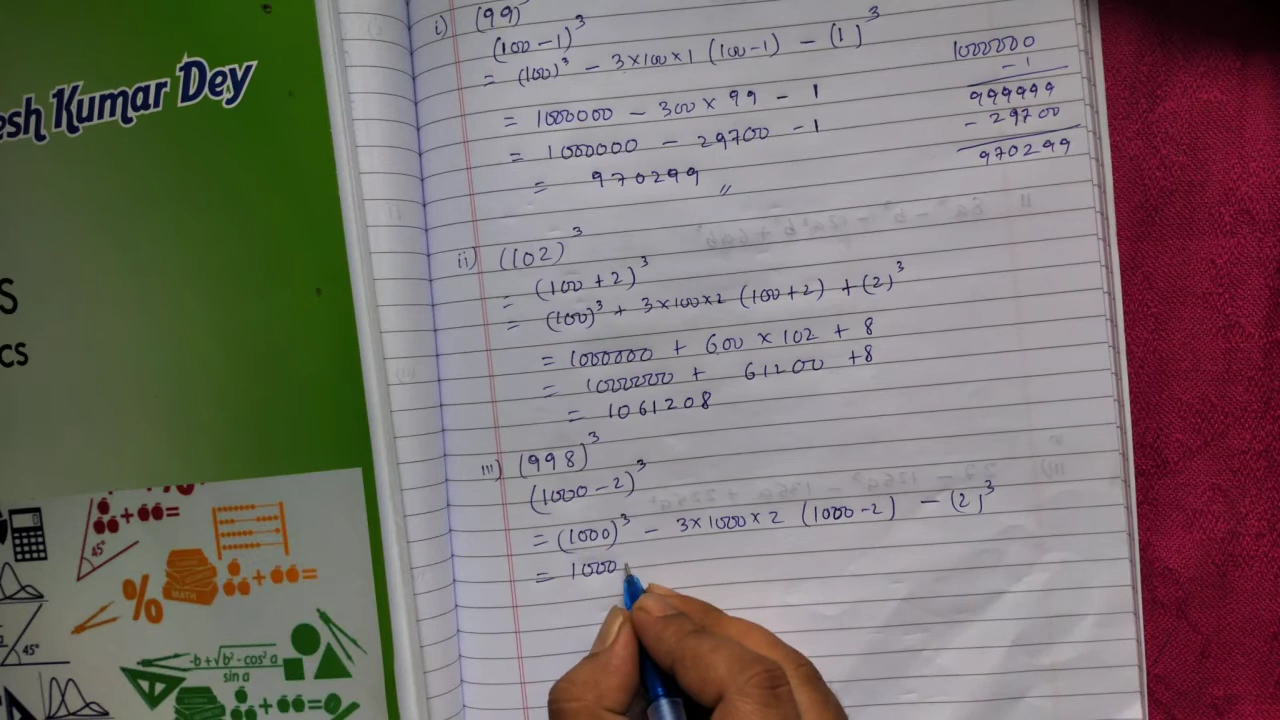 esh Kumar Dey
S
cs
45°
MATH
%
45°
-b+√b²-cos²a
sin a
i) (99)
(100-1)³
= (100)³ - 3×100×1 (100-1) - (1)³
= 1000000 - 300 × 99 - 1
= 1000000 - 29700 - 1
= 970299 〃
1000000
- 1
999999
- 29700
970299
ii) (102)³
= (100+2)³
= (100)³ + 3×100×2 (100+2) + (2)³
= 1000000 + 600 × 102 + 8
= 1000000 + 61200 + 8
= 1061208
iii) (998)³
(1000-2)³
= (1000)³ - 3×1000×2 (1000-2) - (2)³
= 1000